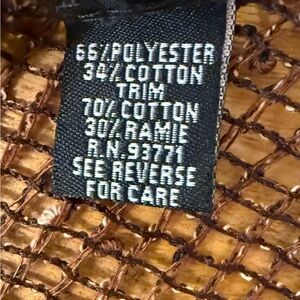 66%POLYESTER
34%COTTON
TRIM
70%COTTON
30%RAMIE
R.N.93771
SEE REVERSE
FOR CARE